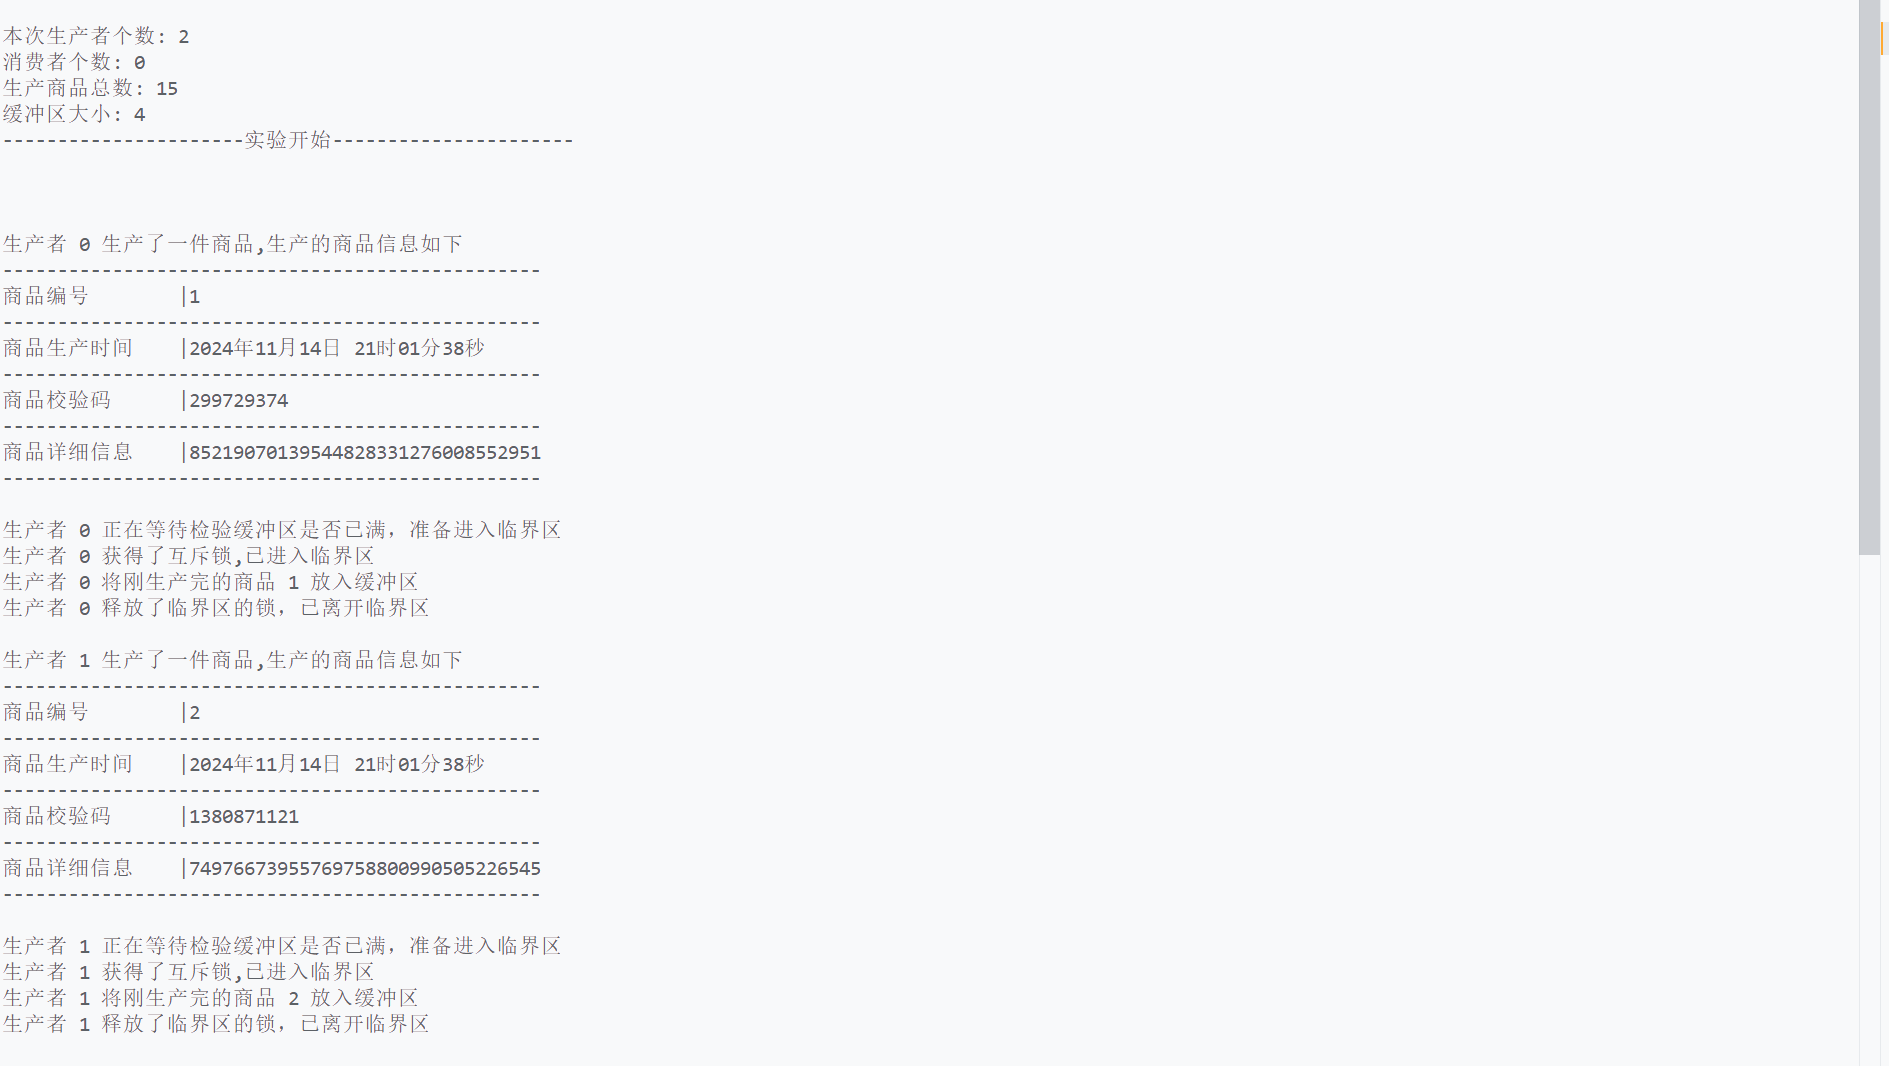 本次生产者个数: 2
消费者个数: 0
生产商品总数: 15
缓冲区大小: 4
----------------------实验开始----------------------
生产者 0 生产了一件商品,生产的商品信息如下
-------------------------------------------------
商品编号        |1
-------------------------------------------------
商品生产时间    |2024年11月14日 21时01分38秒
-------------------------------------------------
商品校验码      |299729374
-------------------------------------------------
商品详细信息    |85219070139544828331276008552951
-------------------------------------------------
生产者 0 正在等待检验缓冲区是否已满，准备进入临界区
生产者 0 获得了互斥锁,已进入临界区
生产者 0 将刚生产完的商品 1 放入缓冲区
生产者 0 释放了临界区的锁，已离开临界区
生产者 1 生产了一件商品,生产的商品信息如下
-------------------------------------------------
商品编号        |2
-------------------------------------------------
商品生产时间    |2024年11月14日 21时01分38秒
-------------------------------------------------
商品校验码      |1380871121
-------------------------------------------------
商品详细信息    |74976673955769758800990505226545
-------------------------------------------------
生产者 1 正在等待检验缓冲区是否已满，准备进入临界区
生产者 1 获得了互斥锁,已进入临界区
生产者 1 将刚生产完的商品 2 放入缓冲区
生产者 1 释放了临界区的锁，已离开临界区